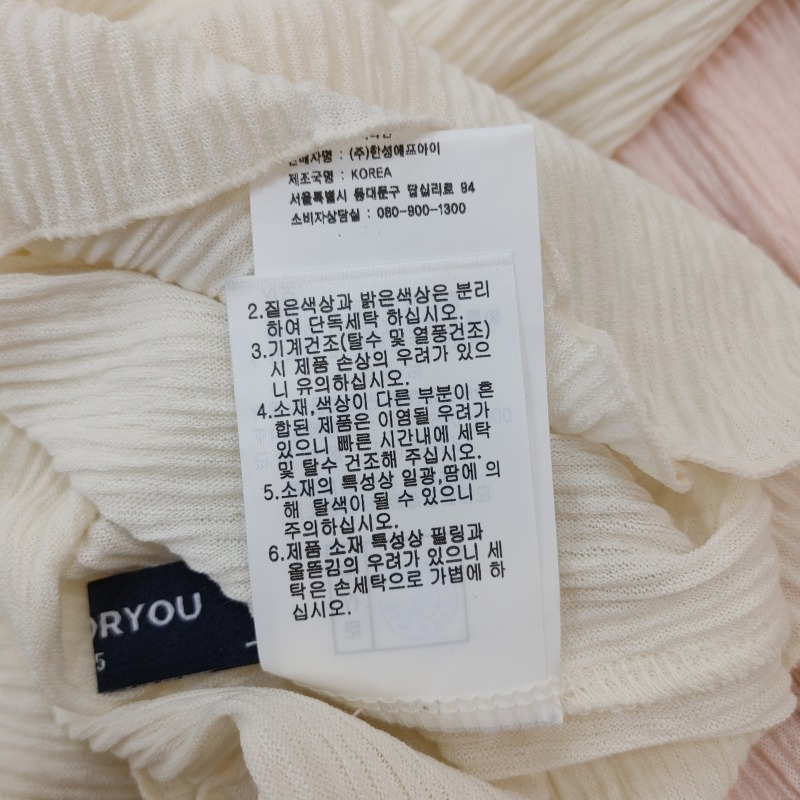 판매자명 : (주)한성에프아이
제조국명 : KOREA
서울특별시 동대문구 답십리로 94
소비자상담실 : 080-900-1300
2.짙은색상과 밝은색상은 분리
하여 단독세탁 하십시오.
3.기계건조(탈수 및 열풍건조)
시 제품 손상의 우려가 있으
니 유의하십시오.
4.소재,색상이 다른 부분이 혼
합된 제품은 이염될 우려가
있으니 빠른 시간내에 세탁
및 탈수 건조해 주십시오.
5.소재의 특성상 일광,땀에 의
해 탈색이 될 수 있으니
주의하십시오.
6.제품 소재 특성상 필링과
올뜯김의 우려가 있으니 세
탁은 손세탁으로 가볍에 하
십시오.
ORYOU
5